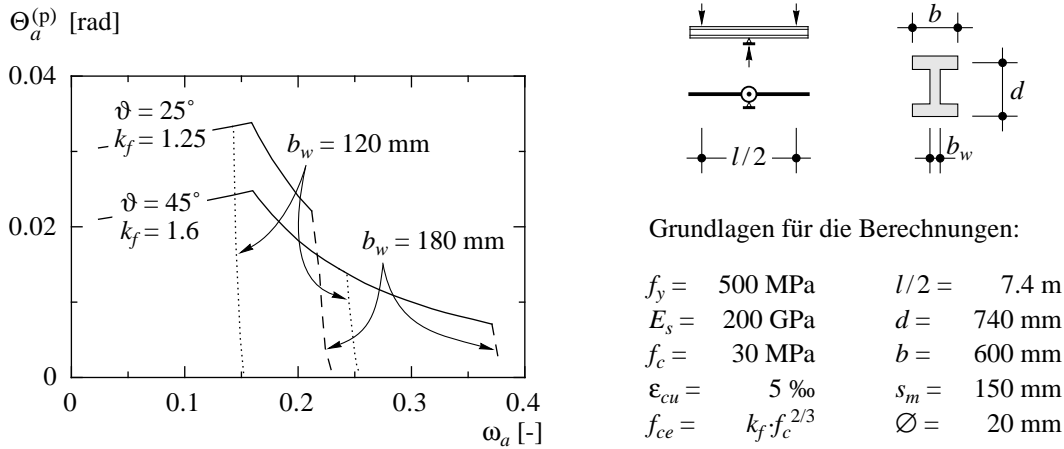 Θₐ⁽ᵖ⁾ [rad]
0.04
0.02
0
0 0.1 0.2 0.3 0.4
ωₐ [-]
ϑ = 25°
k_f = 1.25
ϑ = 45°
k_f = 1.6
b_w = 120 mm
b_w = 180 mm
l/2
b
d
b_w
Grundlagen für die Berechnungen:
f_y = 500 MPa l/2 = 7.4 m
E_s = 200 GPa d = 740 mm
f_c = 30 MPa b = 600 mm
ε_cu = 5 ‰ s_m = 150 mm
f_ce = k_f·f_c^2/3 ∅ = 20 mm